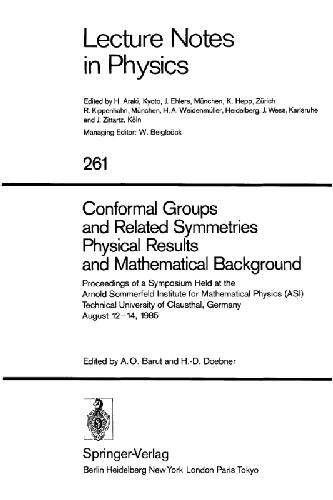 Lecture Notes
in Physics
Edited by H. Araki, Kyoto, J. Ehlers, München, K. Hepp, Zürich
R. Kippenhahn, München, H. A. Weidenmüller, Heidelberg, J. Wess, Karlsruhe
and J. Zittartz, Köln
Managing Editor: W. Beiglböck
261
Conformal Groups
and Related Symmetries
Physical Results
and Mathematical Background
Proceedings of a Symposium Held at the
Arnold Sommerfeld Institute for Mathematical Physics (ASI)
Technical University of Clausthal, Germany
August 12–14, 1985
Edited by A. O. Barut and H.-D. Doebner
Springer-Verlag
Berlin Heidelberg New York London Paris Tokyo